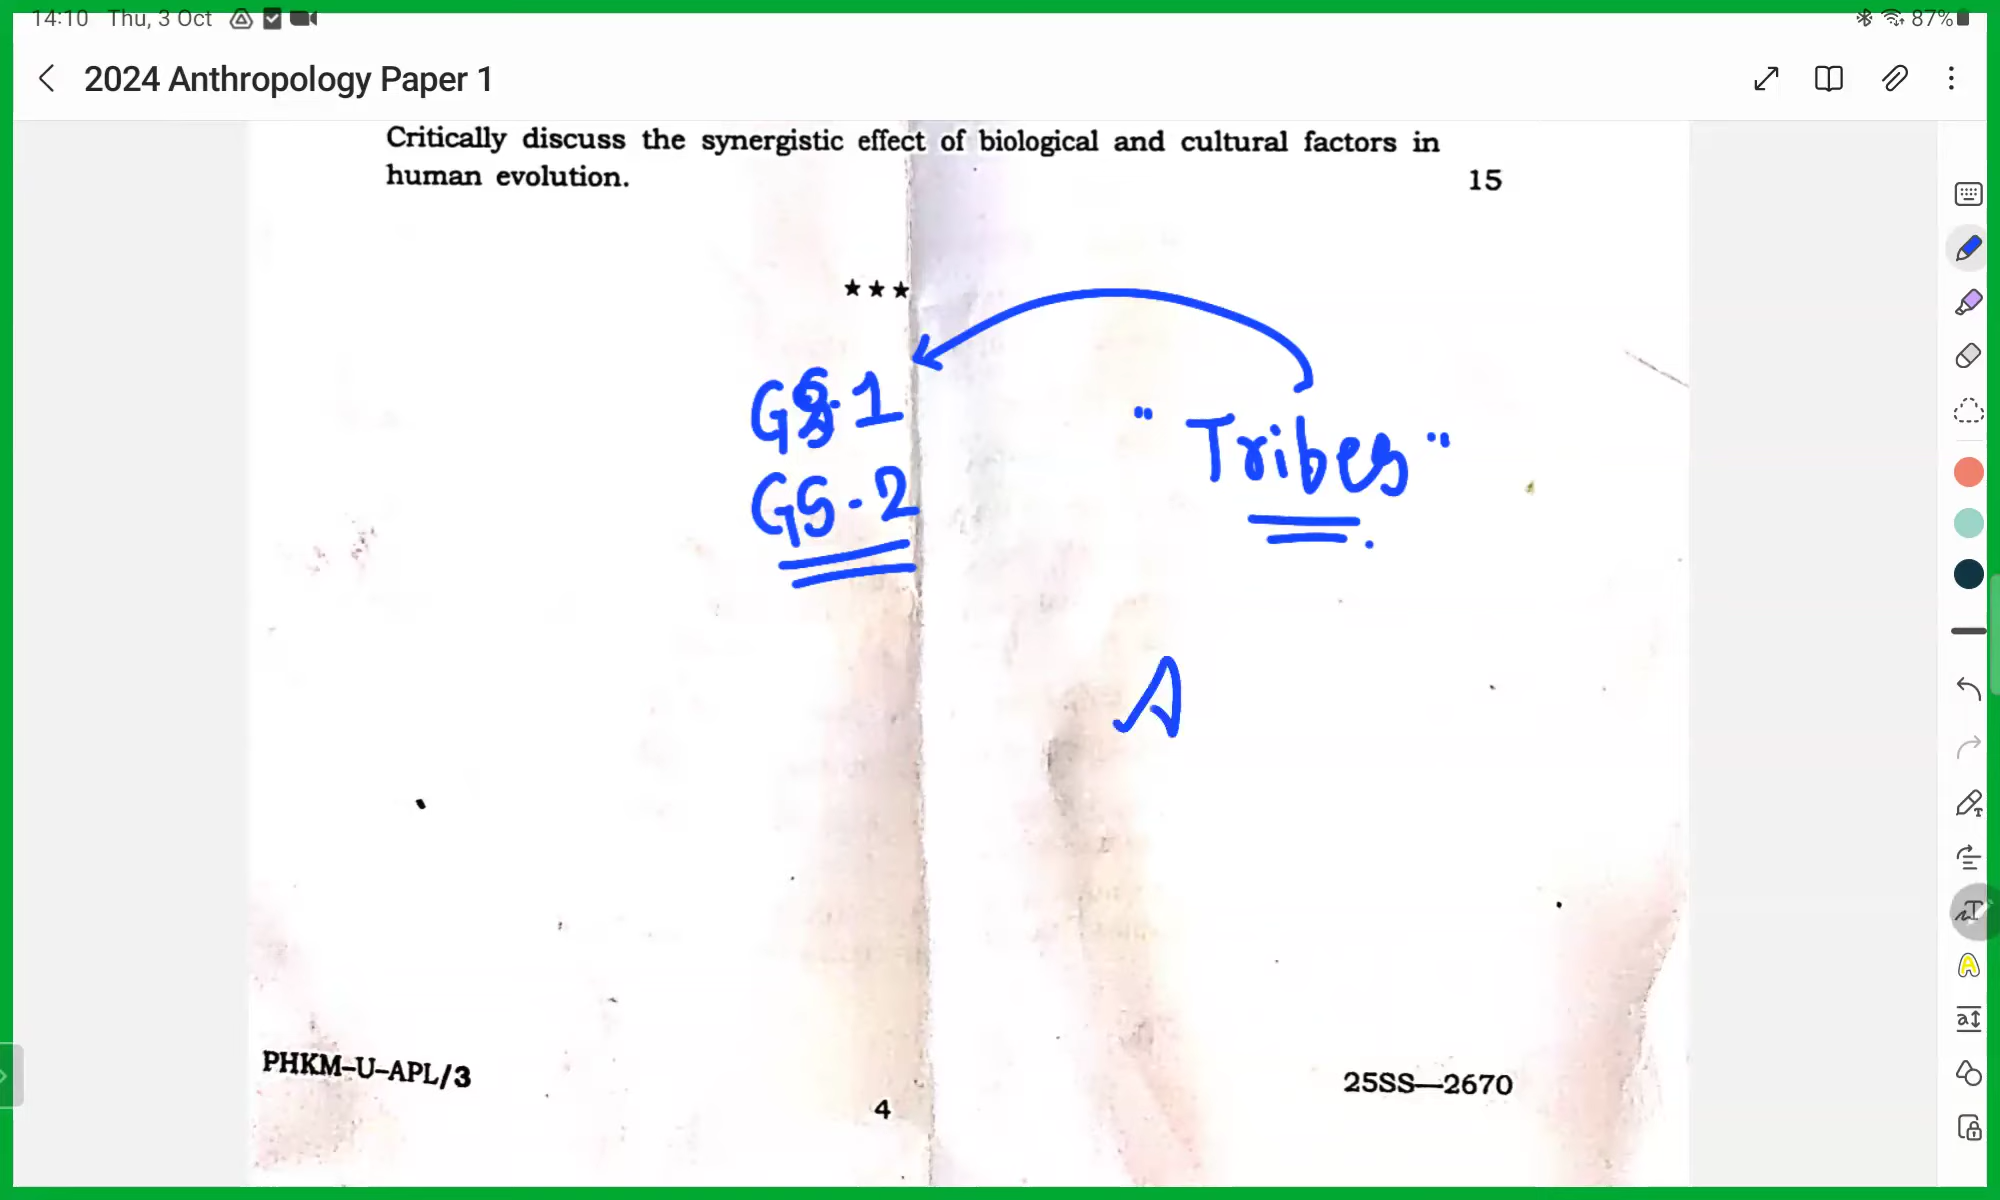 14:10 Thu, 3 Oct
87%
2024 Anthropology Paper 1
Critically discuss the synergistic effect of biological and cultural factors in
human evolution. 15
★★★
GS-1
"Tribes"
GS-2
A
PHKM-U-APL/3
25SS—2670
4